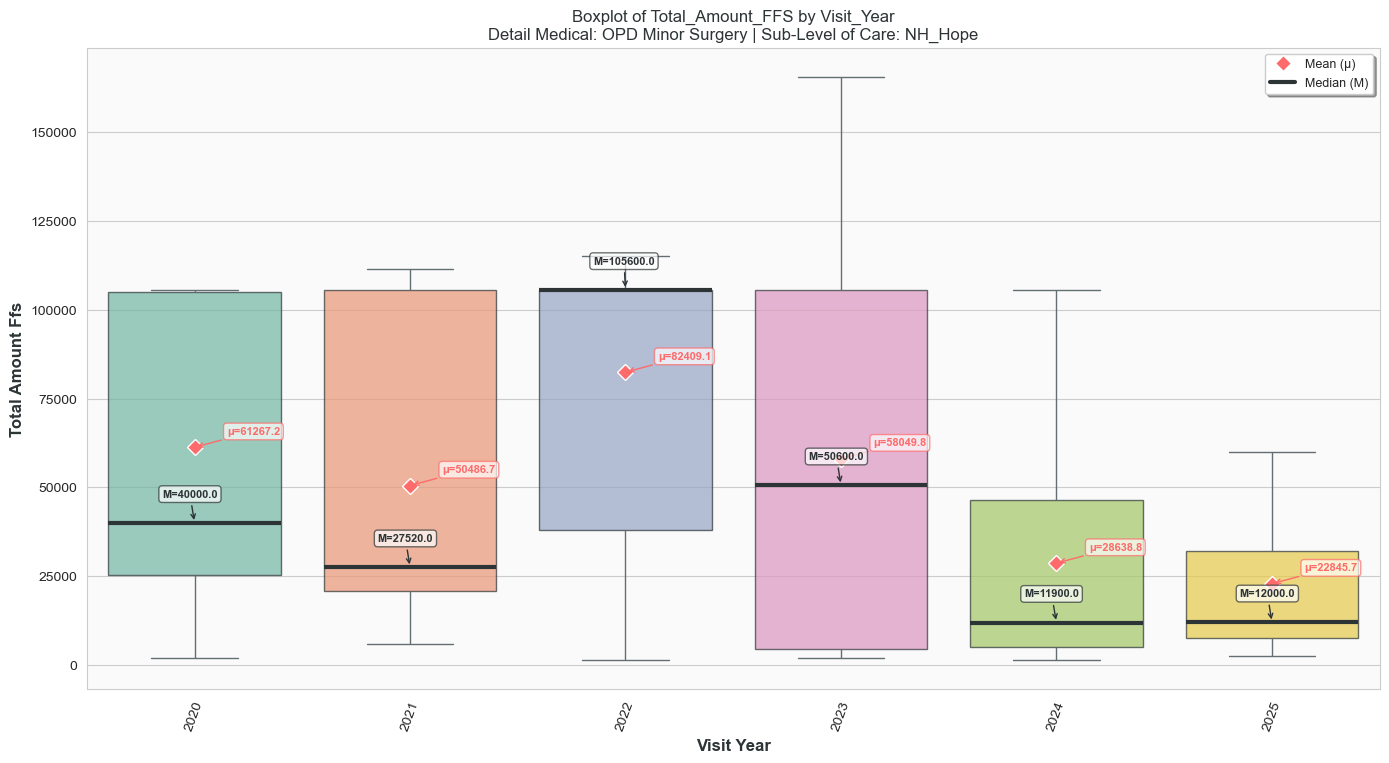 Boxplot of Total_Amount_FFS by Visit_Year
Detail Medical: OPD Minor Surgery | Sub-Level of Care: NH_Hope
Mean (μ)
Median (M)
Total Amount Ffs
150000
125000
100000
75000
50000
25000
0
μ=61267.2
M=40000.0
μ=50486.7
M=27520.0
M=105600.0
μ=82409.1
μ=58049.8
M=50600.0
μ=28638.8
M=11900.0
μ=22845.7
M=12000.0
2020
2021
2022
2023
2024
2025
Visit Year